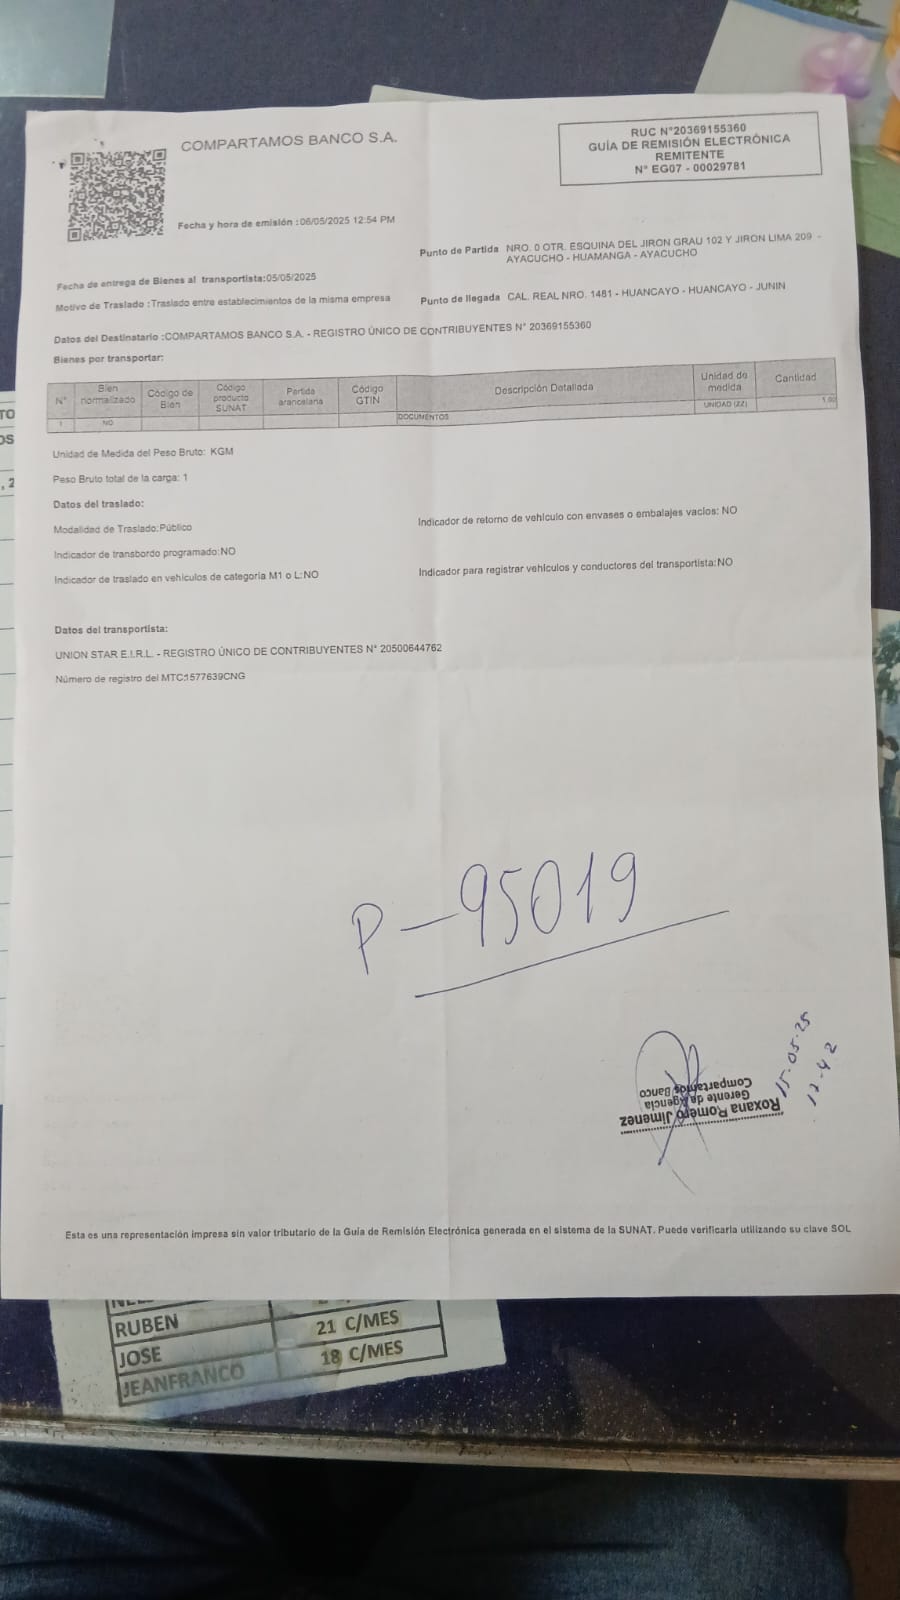 COMPARTAMOS BANCO S.A.
RUC N°20369155360
GUÍA DE REMISIÓN ELECTRÓNICA
REMITENTE
N° EG07 - 00029781
Fecha y hora de emisión : 06/05/2025 12:54 PM
Punto de Partida NRO. 0 OTR. ESQUINA DEL JIRON GRAU 102 Y JIRON LIMA 209 -
AYACUCHO - HUAMANGA - AYACUCHO
Fecha de entrega de Bienes al transportista:05/05/2025
Motivo de Traslado :Traslado entre establecimientos de la misma empresa
Punto de llegada CAL. REAL NRO. 1481 - HUANCAYO - HUANCAYO - JUNIN
Datos del Destinatario :COMPARTAMOS BANCO S.A. - REGISTRO ÚNICO DE CONTRIBUYENTES N° 20369155360
Bienes por transportar:
N° Bien normalizado Código de Bien Código producto SUNAT Partida arancelaria Código GTIN Descripción Detallada Unidad de medida Cantidad
1 NO DOCUMENTOS UNIDAD (ZZ) 1.00
Unidad de Medida del Peso Bruto: KGM
Peso Bruto total de la carga: 1
Datos del traslado:
Modalidad de Traslado:Público
Indicador de retorno de vehículo con envases o embalajes vacíos: NO
Indicador de transbordo programado:NO
Indicador de traslado en vehículos de categoría M1 o L:NO
Indicador para registrar vehículos y conductores del transportista:NO
Datos del transportista:
UNION STAR E.I.R.L. - REGISTRO ÚNICO DE CONTRIBUYENTES N° 20500644762
Número de registro del MTC:1577639CNG
P-95019
Roxana Romero Jimenez
Gerente de Agencia
Compartamos Banco
15-05-25
Esta es una representación impresa sin valor tributario de la Guía de Remisión Electrónica generada en el sistema de la SUNAT. Puede verificarla utilizando su clave SOL
RUBEN 21 C/MES
JOSE 18 C/MES
JEANFRANCO